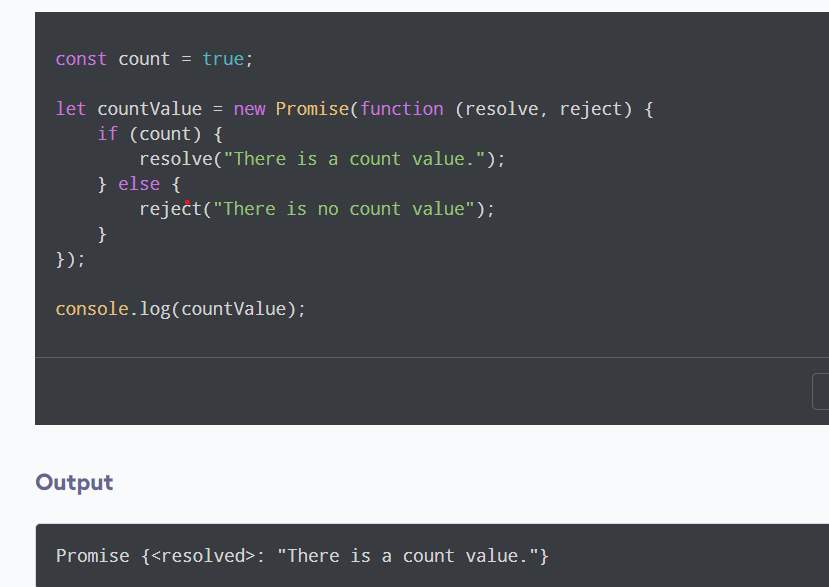 const count = true;
let countValue = new Promise(function (resolve, reject) {
    if (count) {
        resolve("There is a count value.");
    } else {
        reject("There is no count value");
    }
});
console.log(countValue);
Output
Promise {<resolved>: "There is a count value."}